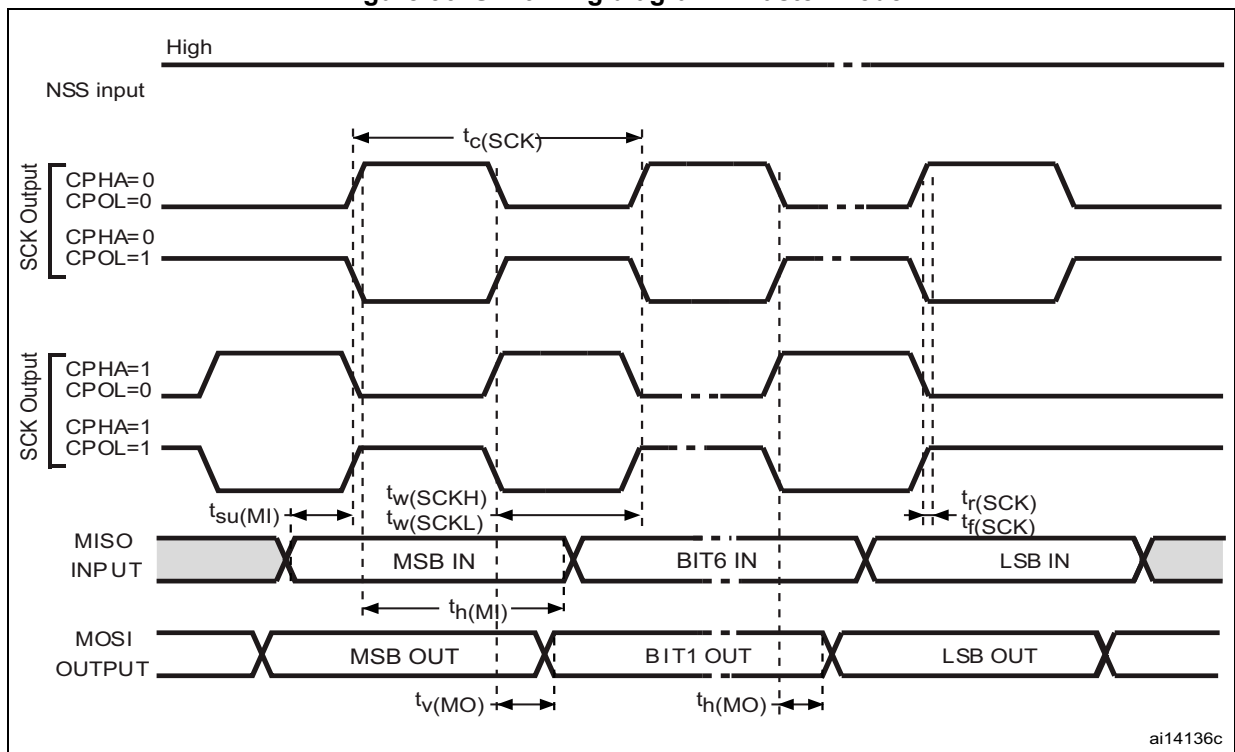 High
NSS input
tc(SCK)
SCK Output
CPHA=0
CPOL=0
CPHA=0
CPOL=1
SCK Output
CPHA=1
CPOL=0
CPHA=1
CPOL=1
tsu(MI)
tw(SCKH)
tw(SCKL)
tr(SCK)
tf(SCK)
MISO
INPUT
MSB IN
BIT6 IN
LSB IN
th(MI)
MOSI
OUTPUT
MSB OUT
BIT1 OUT
LSB OUT
tv(MO)
th(MO)
ai14136c